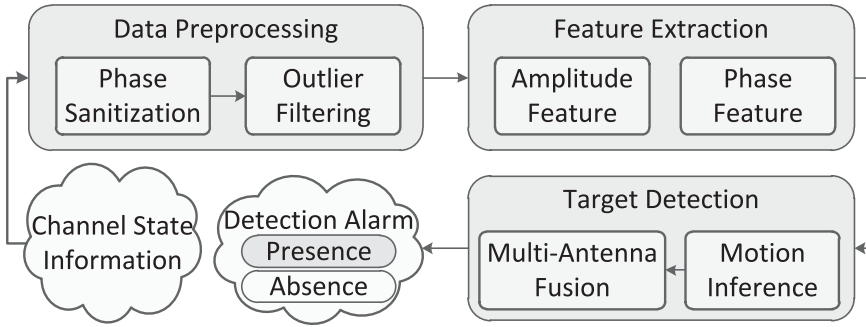 Data Preprocessing
Phase
Sanitization
Outlier
Filtering
Feature Extraction
Amplitude
Feature
Phase
Feature
Channel State
Information
Detection Alarm
Presence
Absence
Target Detection
Multi-Antenna
Fusion
Motion
Inference